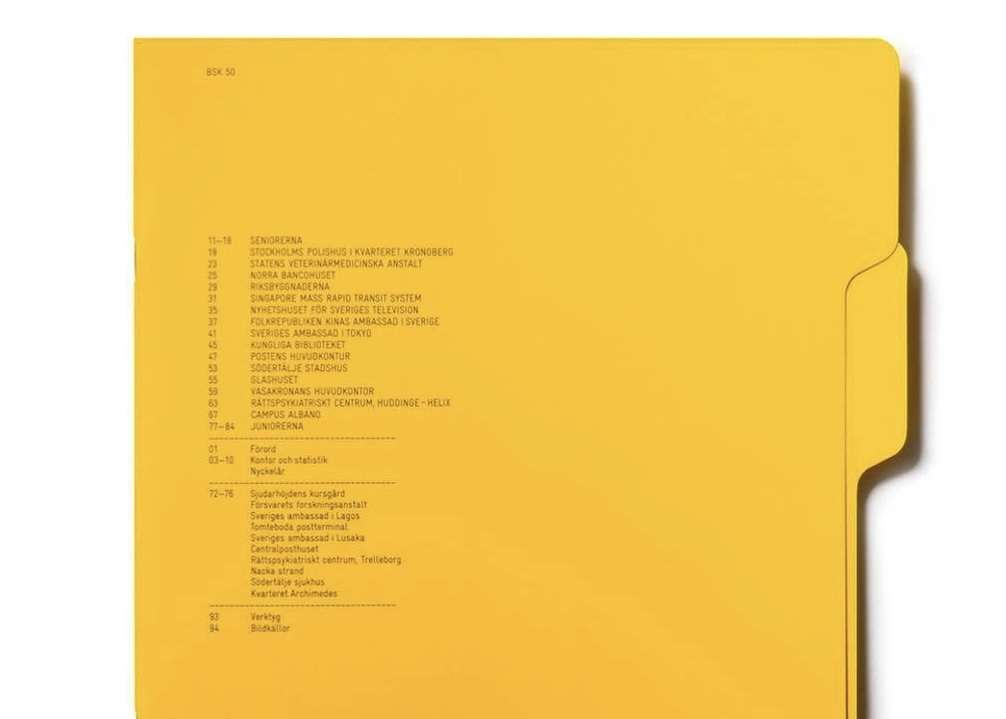 BSK 50
11–18 SENIORERNA
19 STOCKHOLMS POLISHUS I KVARTERET KRONOBERG
23 STATENS VETERINÄRMEDICINSKA ANSTALT
25 NORRA BANCOHUSET
29 RIKSBYGGNADERNA
31 SINGAPORE MASS RAPID TRANSIT SYSTEM
35 NYHETSHUSET FÖR SVERIGES TELEVISION
37 FOLKREPUBLIKEN KINAS AMBASSAD I SVERIGE
41 SVERIGES AMBASSAD I TOKYO
45 KUNGLIGA BIBLIOTEKET
47 POSTENS HUVUDKONTUR
53 SÖDERTÄLJE STADSHUS
55 GLASHUSET
59 VASAKRONANS HUVUDKONTOR
63 RÄTTSPSYKIATRISKT CENTRUM, HUDDINGE–HELIX
67 CAMPUS ALBANO
77–84 JUNIORERNA
01 Förord
03–10 Kontor och statistik
Nyckelår
72–76 Sjudarhöjdens kursgård
Försvarets forskningsanstalt
Sveriges ambassad i Lagos
Tomteboda postterminal
Sveriges ambassad i Lusaka
Centralposthuset
Rättspsykiatriskt centrum, Trelleborg
Nacka strand
Södertälje sjukhus
Kvarteret Archimedes
93 Verktyg
94 Bildkällor